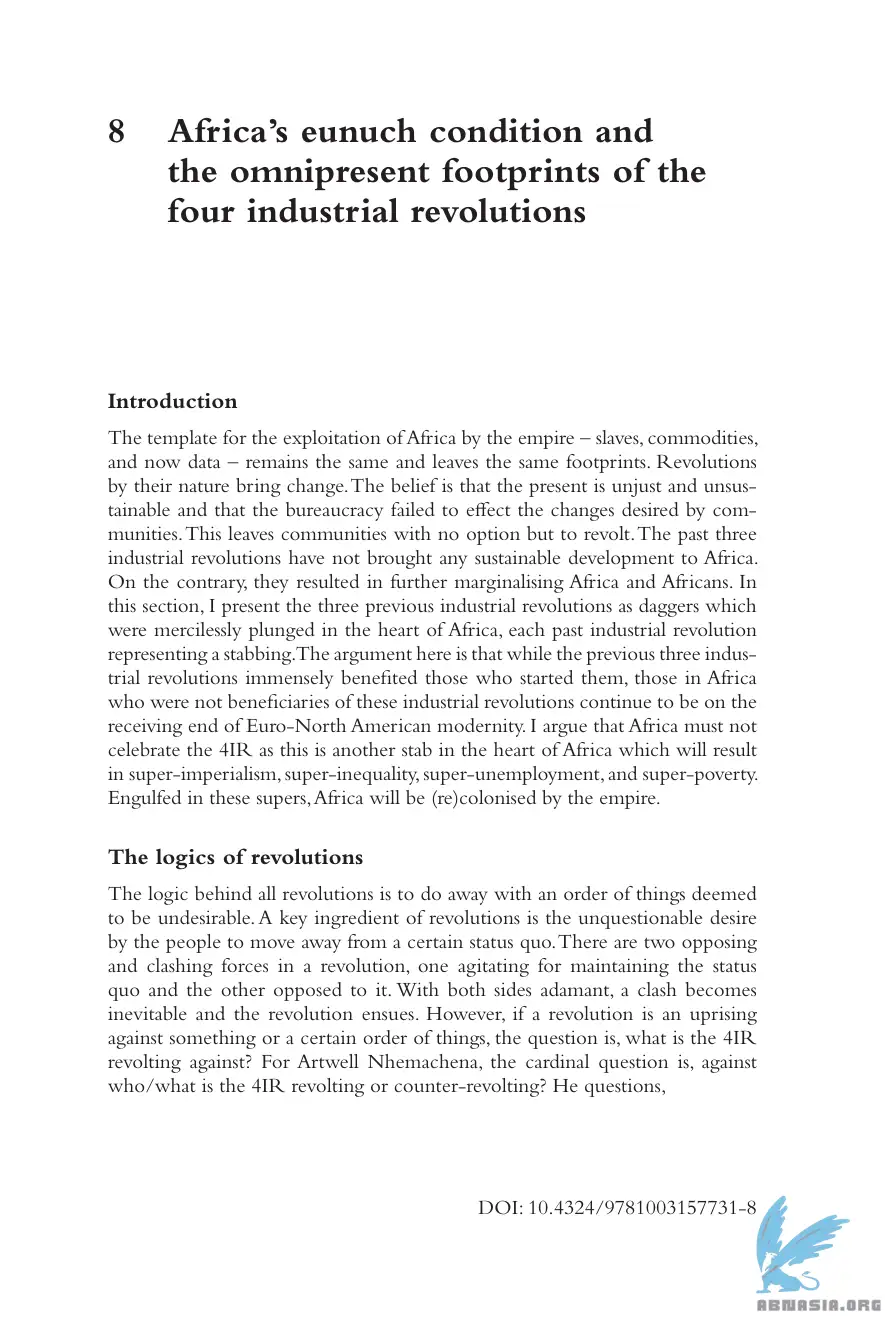 8 Africa’s eunuch condition and
the omnipresent footprints of the
four industrial revolutions
Introduction
The template for the exploitation of Africa by the empire – slaves, commodities,
and now data – remains the same and leaves the same footprints. Revolutions
by their nature bring change. The belief is that the present is unjust and unsus-
tainable and that the bureaucracy failed to effect the changes desired by com-
munities. This leaves communities with no option but to revolt. The past three
industrial revolutions have not brought any sustainable development to Africa.
On the contrary, they resulted in further marginalising Africa and Africans. In
this section, I present the three previous industrial revolutions as daggers which
were mercilessly plunged in the heart of Africa, each past industrial revolution
representing a stabbing. The argument here is that while the previous three indus-
trial revolutions immensely benefited those who started them, those in Africa
who were not beneficiaries of these industrial revolutions continue to be on the
receiving end of Euro-North American modernity. I argue that Africa must not
celebrate the 4IR as this is another stab in the heart of Africa which will result
in super-imperialism, super-inequality, super-unemployment, and super-poverty.
Engulfed in these supers, Africa will be (re)colonised by the empire.
The logics of revolutions
The logic behind all revolutions is to do away with an order of things deemed
to be undesirable. A key ingredient of revolutions is the unquestionable desire
by the people to move away from a certain status quo. There are two opposing
and clashing forces in a revolution, one agitating for maintaining the status
quo and the other opposed to it. With both sides adamant, a clash becomes
inevitable and the revolution ensues. However, if a revolution is an uprising
against something or a certain order of things, the question is, what is the 4IR
revolting against? For Artwell Nhemachena, the cardinal question is, against
who/what is the 4IR revolting or counter-revolting? He questions,
DOI: 10.4324/9781003157731-8
ABNASIA.ORG